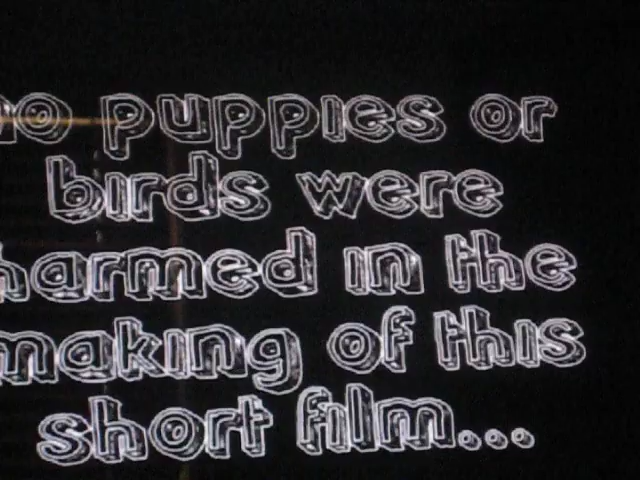 no puppies or
birds were
harmed in the
making of this
short film...